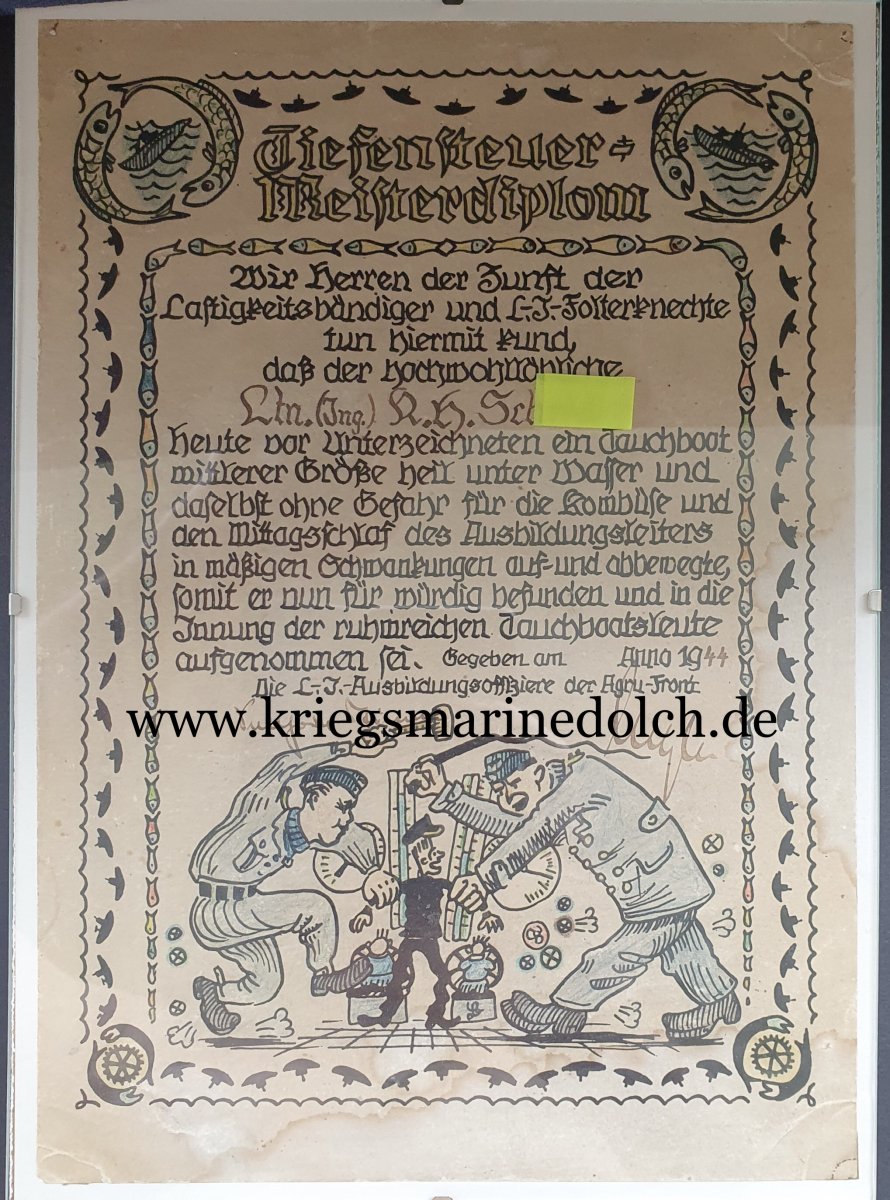 Tiefensteuer-
Meisterdiplom
Wir Herren der Zunft der
Lastigkeitsbändiger und L.-I.-Folterknechte
tun hiermit kund,
daß der hochwohllöbliche
Ltn. (Ing.) K. H. Sch
heute vor Unterzeichneten ein Tauchboot
mittlerer Größe heil unter Wasser und
daselbst ohne Gefahr für die Kombüse und
den Mittagsschlaf des Ausbildungsleiters
in mäßigen Schwankungen auf- und abbewegte,
somit er nun für würdig befunden und in die
Innung der ruhmreichen Tauchbootsleute
aufgenommen sei. Gegeben am Anno 1944
Die L.-I.-Ausbildungsoffiziere der Agru-Front
www.kriegsmarinedolch.de